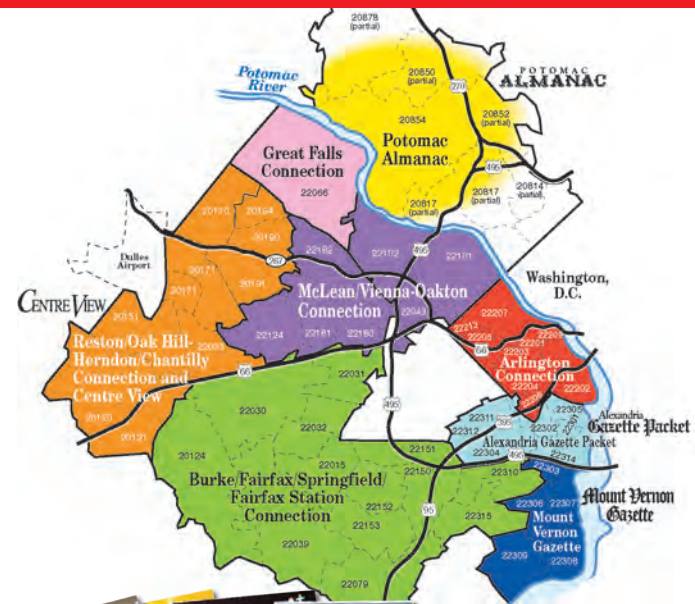 20878
(partial)
Potomac
River
20850
(partial)
270
POTOMAC
ALMANAC
20852
(partial)
20854
Potomac
Almanac
495
Great Falls
Connection
22066
20817
(partial)
20817
(partial)
20814
(partial)
20194
20190
Dulles
Airport
267
22182
22102
495
22101
20171
20191
Washington,
D.C.
CENTRE VIEW
20151
McLean/Vienna-Oakton
Connection
22043
22207
22124
22181
22180
22213
22205
22201
22203
66
Reston/Oak Hill-
Herndon/Chantilly
Connection and
Centre View
66
Arlington
Connection
22204
22202
22206
22031
495
22030
22032
20120
20121
22311
22312
395
22305
22302
22301
Alexandria
Gazette Packet
Alexandria Gazette Packet
22304
495
22314
20124
22015
22151
22150
22310
22303
Burke/Fairfax/Springfield/
Fairfax Station
Connection
22152
22153
95
22315
22306
22307
Mount
Vernon
Gazette
Mount Vernon
Gazette
22039
22309
22308
22079